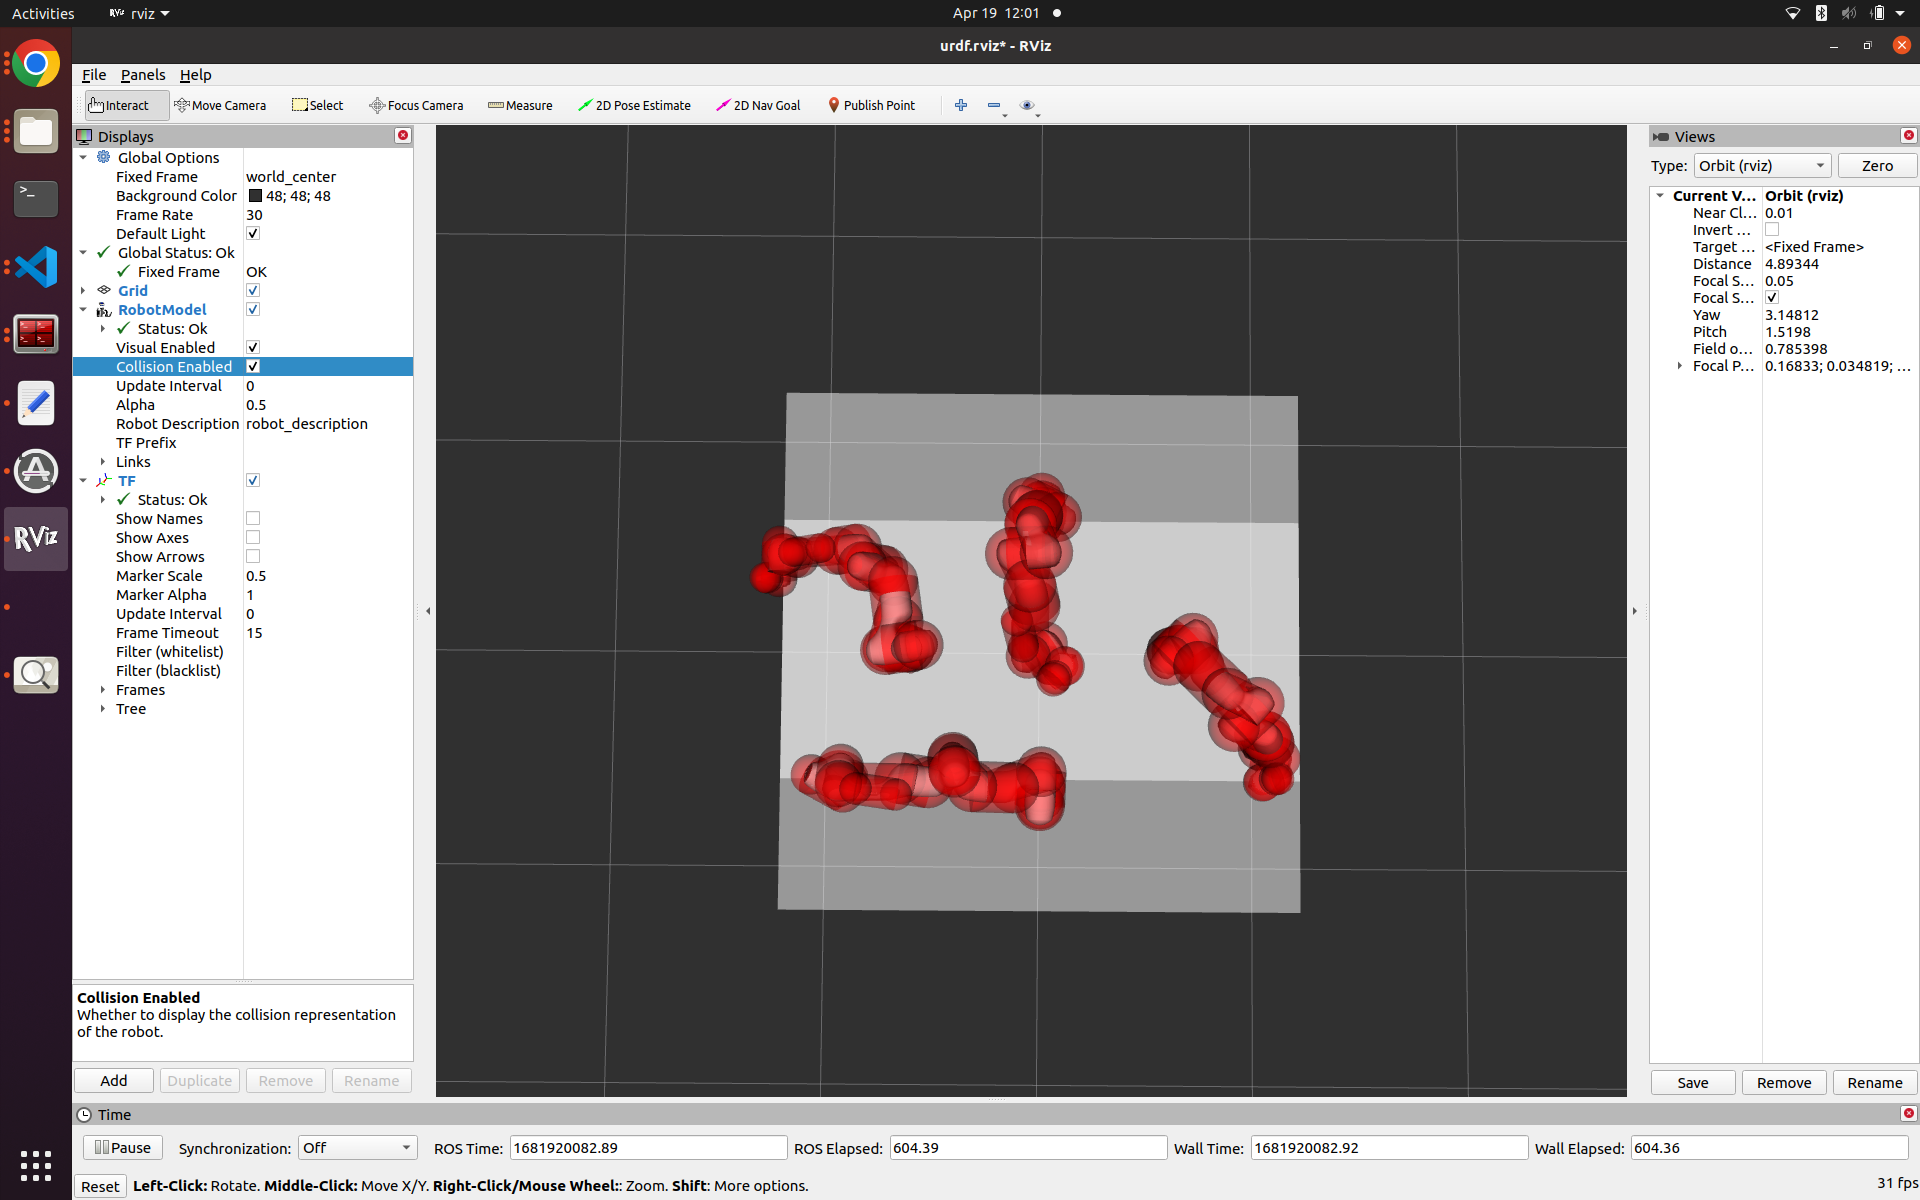 Activities RViz rviz Apr 19 12:01
urdf.rviz* - RViz
File Panels Help
Interact Move Camera Select Focus Camera Measure 2D Pose Estimate 2D Nav Goal Publish Point
Displays
Global Options
Fixed Frame world_center
Background Color 48; 48; 48
Frame Rate 30
Default Light
Global Status: Ok
Fixed Frame OK
Grid
RobotModel
Status: Ok
Visual Enabled
Collision Enabled
Update Interval 0
Alpha 0.5
Robot Description robot_description
TF Prefix
Links
TF
Status: Ok
Show Names
Show Axes
Show Arrows
Marker Scale 0.5
Marker Alpha 1
Update Interval 0
Frame Timeout 15
Filter (whitelist)
Filter (blacklist)
Frames
Tree
Collision Enabled
Whether to display the collision representation
of the robot.
Add Duplicate Remove Rename
Views
Type: Orbit (rviz) Zero
Current V... Orbit (rviz)
Near Cl... 0.01
Invert ...
Target ... <Fixed Frame>
Distance 4.89344
Focal S... 0.05
Focal S...
Yaw 3.14812
Pitch 1.5198
Field o... 0.785398
Focal P... 0.16833; 0.034819; ...
Save Remove Rename
Time
Pause Synchronization: Off ROS Time: 1681920082.89 ROS Elapsed: 604.39 Wall Time: 1681920082.92 Wall Elapsed: 604.36
Reset Left-Click: Rotate. Middle-Click: Move X/Y. Right-Click/Mouse Wheel:: Zoom. Shift: More options. 31 fps
RViz